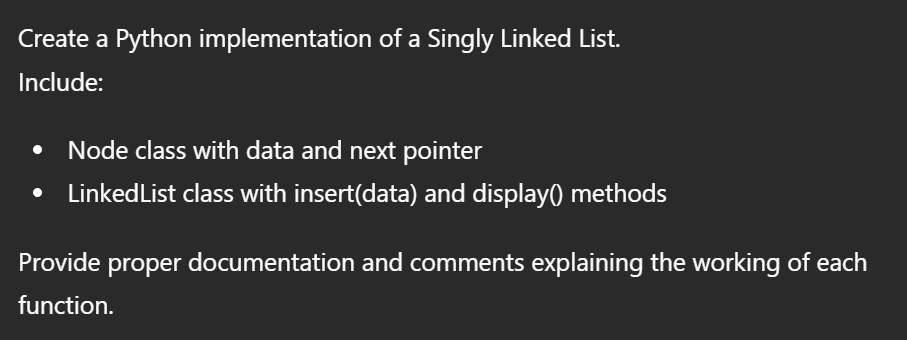 Create a Python implementation of a Singly Linked List.
Include:
• Node class with data and next pointer
• LinkedList class with insert(data) and display() methods
Provide proper documentation and comments explaining the working of each
function.